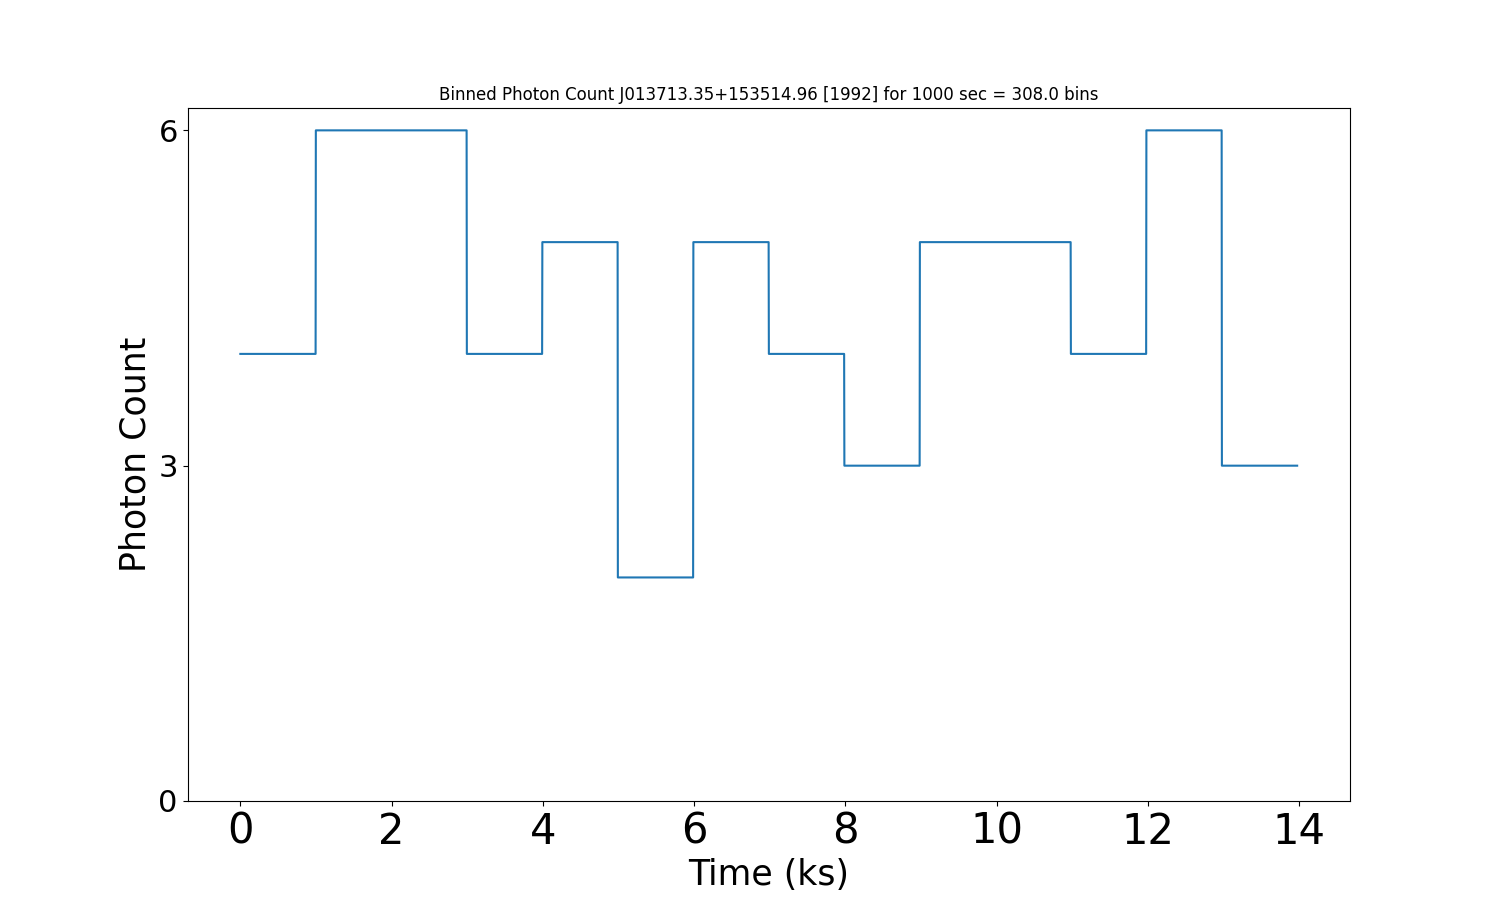 Binned Photon Count J013713.35+153514.96 [1992] for 1000 sec = 308.0 bins
6
3
0
Photon Count
0 2 4 6 8 10 12 14
Time (ks)